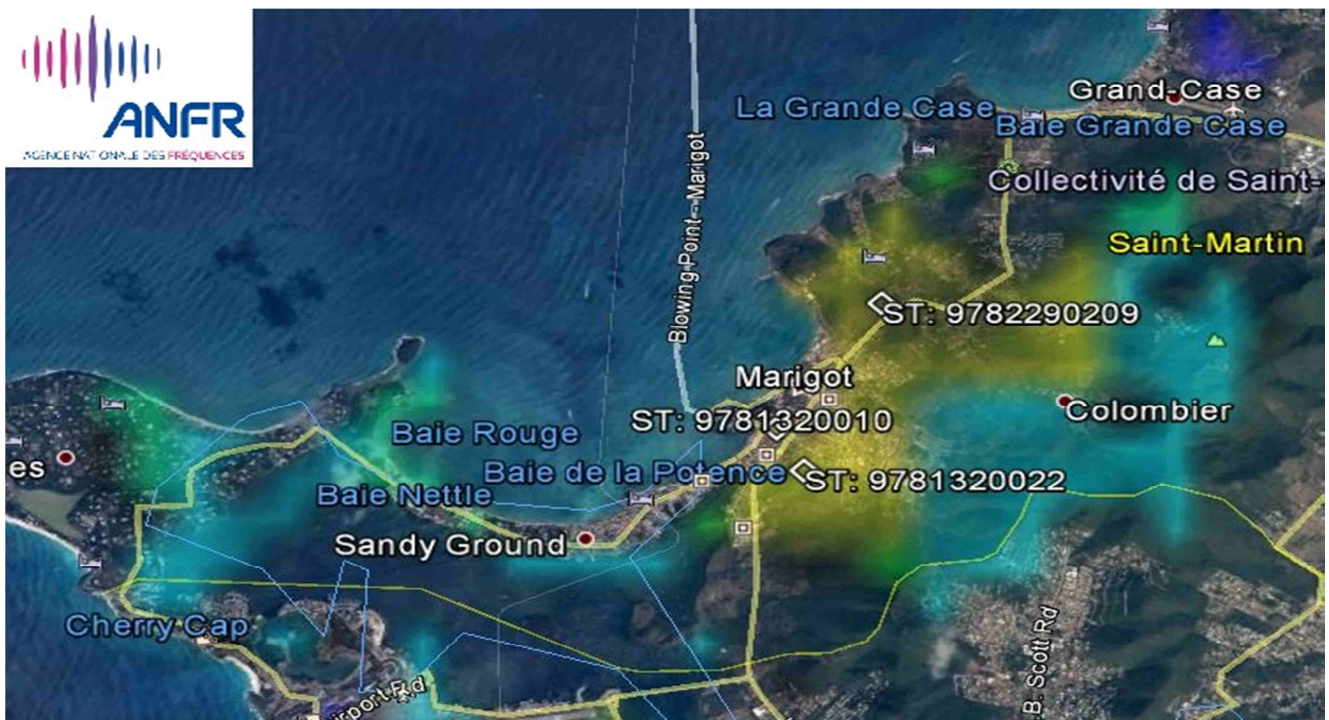 ANFR
AGENCE NATIONALE DES FRÉQUENCES
La Grande Case
Grand-Case
Baie Grande Case
Collectivité de Saint-
Saint-Martin
Blowing Point - Marigot
ST: 9782290209
Marigot
ST: 9781320010
Colombier
Baie Rouge
es
Baie de la Potence
ST: 9781320022
Baie Nettle
Sandy Ground
Cherry Cap
irport Rd
.B. Scott Rd